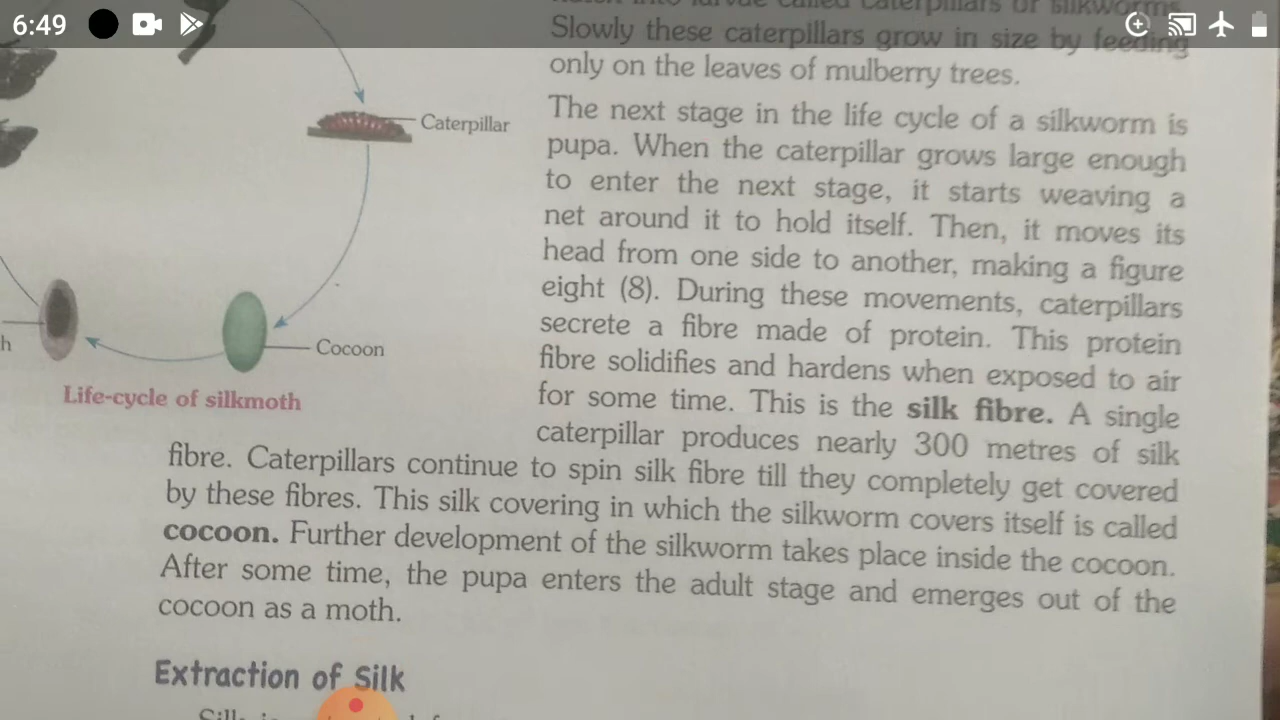 6:49
hatch into larvae called caterpillars or silkworms.
Slowly these caterpillars grow in size by feeding
only on the leaves of mulberry trees.
Caterpillar
The next stage in the life cycle of a silkworm is
pupa. When the caterpillar grows large enough
to enter the next stage, it starts weaving a
net around it to hold itself. Then, it moves its
head from one side to another, making a figure
eight (8). During these movements, caterpillars
secrete a fibre made of protein. This protein
fibre solidifies and hardens when exposed to air
for some time. This is the silk fibre. A single
caterpillar produces nearly 300 metres of silk
h
Cocoon
Life-cycle of silkmoth
fibre. Caterpillars continue to spin silk fibre till they completely get covered
by these fibres. This silk covering in which the silkworm covers itself is called
cocoon. Further development of the silkworm takes place inside the cocoon.
After some time, the pupa enters the adult stage and emerges out of the
cocoon as a moth.
Extraction of Silk